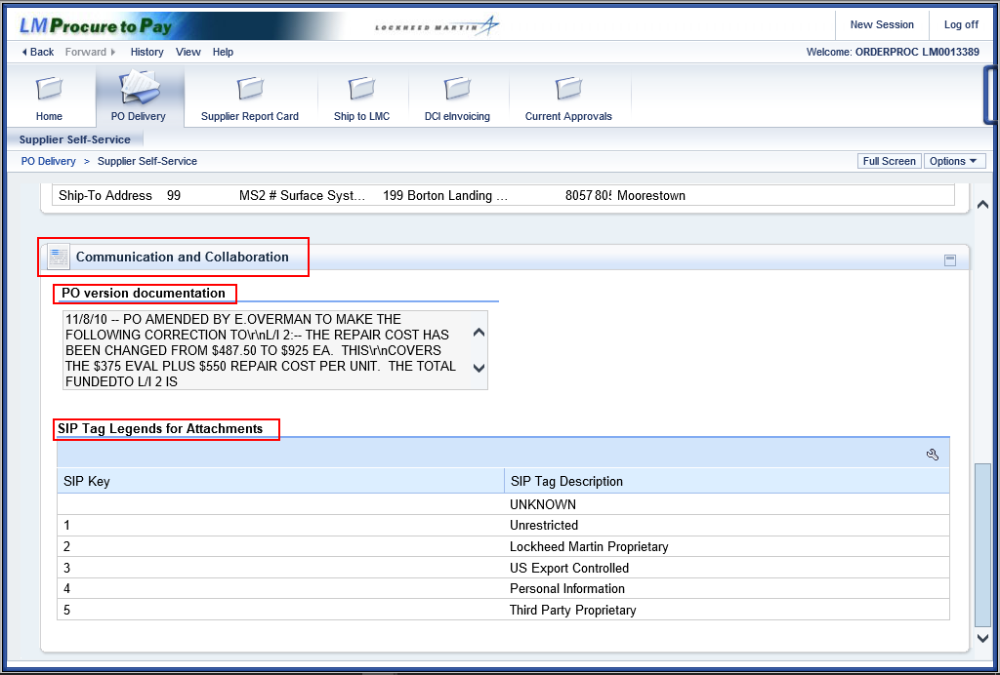 LM Procure to Pay
LOCKHEED MARTIN
New Session
Log off
Back Forward History View Help
Welcome: ORDERPROC LM0013389
Home
PO Delivery
Supplier Report Card
Ship to LMC
DCI eInvoicing
Current Approvals
Supplier Self-Service
PO Delivery > Supplier Self-Service
Full Screen
Options
Ship-To Address 99 MS2 # Surface Syst... 199 Borton Landing ... 8057 Moorestown
Communication and Collaboration
PO version documentation
11/8/10 -- PO AMENDED BY E.OVERMAN TO MAKE THE
FOLLOWING CORRECTION TO\r\nL/I 2:-- THE REPAIR COST HAS
BEEN CHANGED FROM $487.50 TO $925 EA. THIS\r\nCOVERS
THE $375 EVAL PLUS $550 REPAIR COST PER UNIT. THE TOTAL
FUNDEDTO L/I 2 IS
SIP Tag Legends for Attachments
SIP Key SIP Tag Description
UNKNOWN
1 Unrestricted
2 Lockheed Martin Proprietary
3 US Export Controlled
4 Personal Information
5 Third Party Proprietary